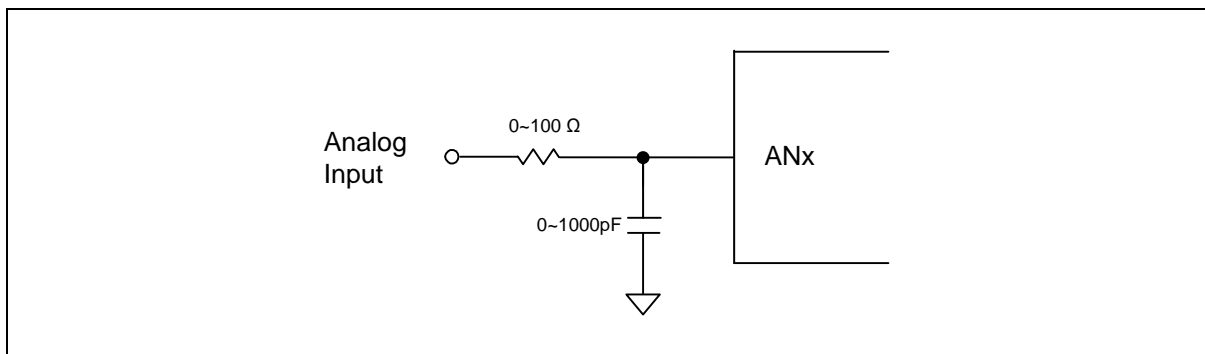 0~100 Ω
Analog
Input
ANx
0~1000pF